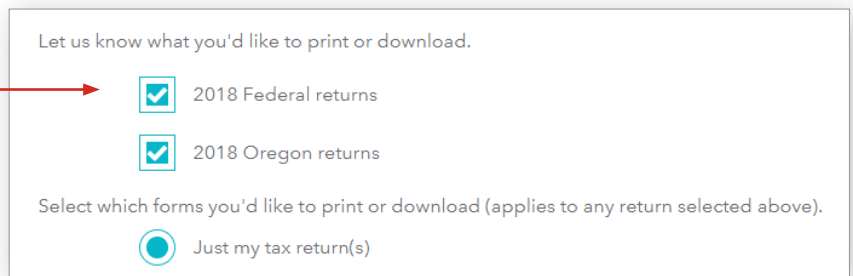 Let us know what you'd like to print or download.
2018 Federal returns
2018 Oregon returns
Select which forms you'd like to print or download (applies to any return selected above).
Just my tax return(s)